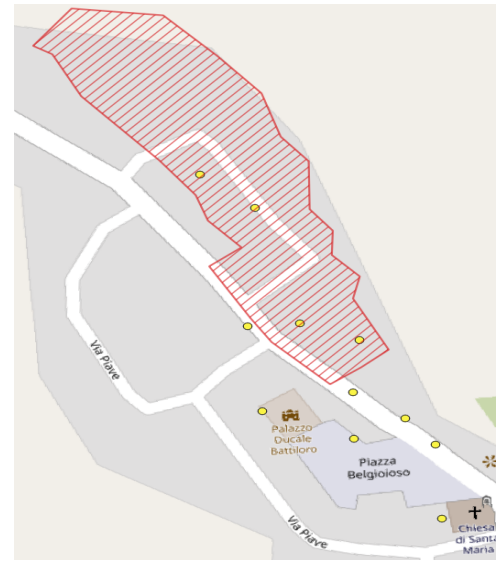 Via Piave
Palazzo
Ducale
Battiloro
Piazza
Belgioioso
Via Piave
Chiesa
di Santa
Maria